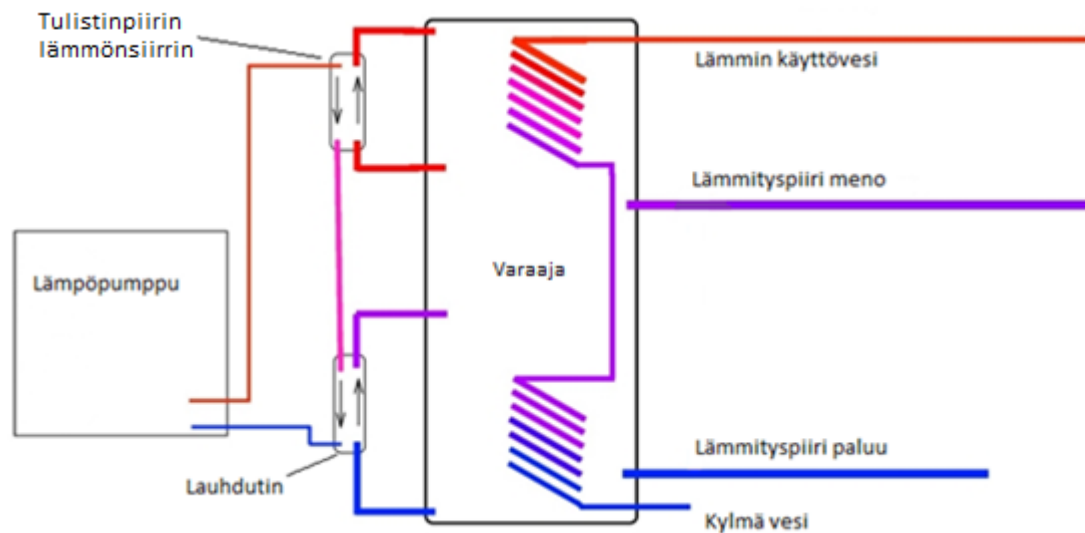 Tulistinpiirin
lämmönsiirrin
Lämmin käyttövesi
Lämmityspiiri meno
Varaaja
Lämpöpumppu
Lämmityspiiri paluu
Lauhdutin
Kylmä vesi